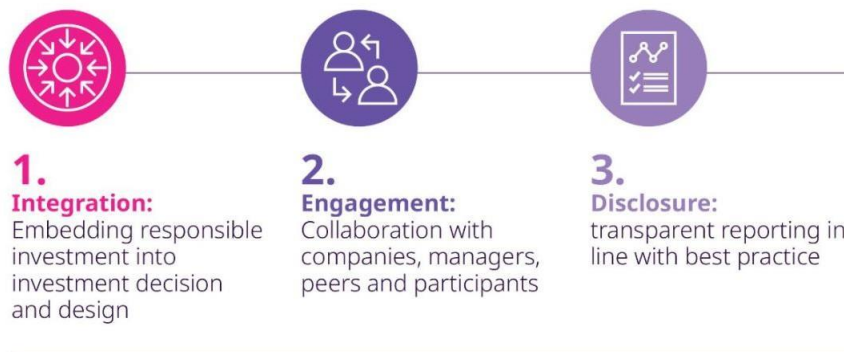 1.
Integration:
Embedding responsible
investment into
investment decision
and design
2.
Engagement:
Collaboration with
companies, managers,
peers and participants
3.
Disclosure:
transparent reporting in
line with best practice